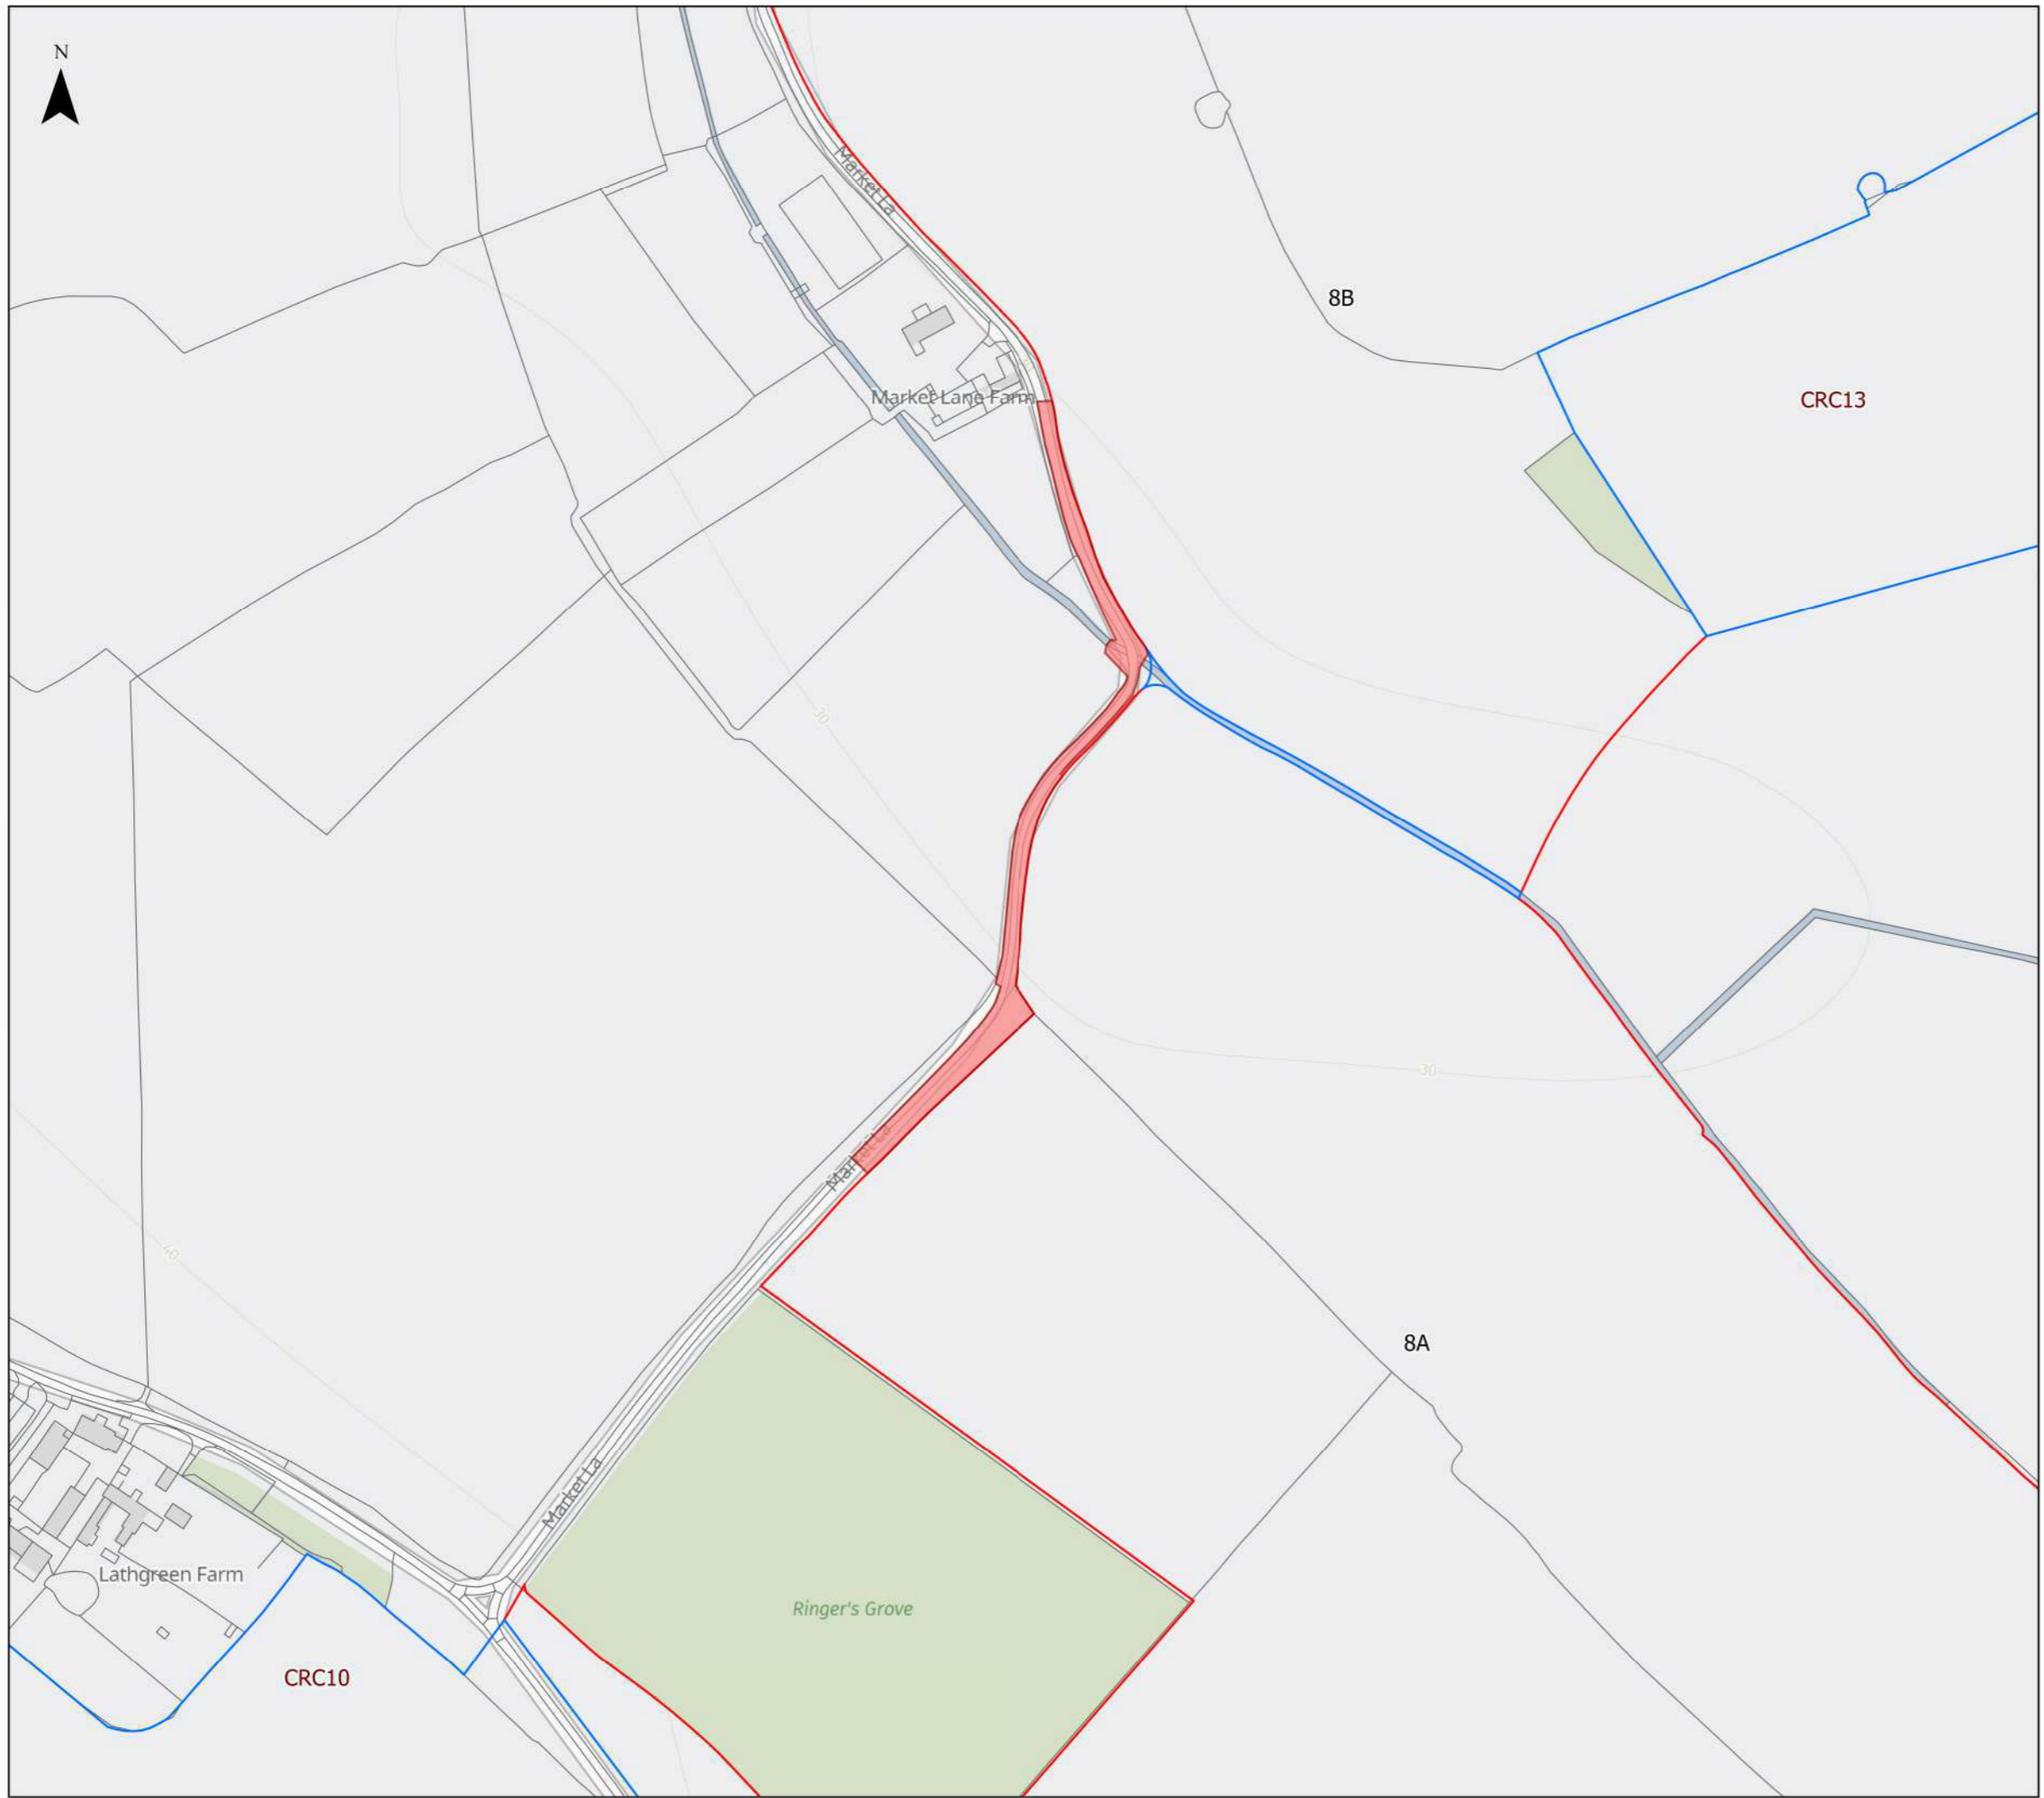 N
Market La
8B
CRC13
Market Lane Farm
30
30
Market La
40
8A
Market La
Lathgreen Farm
Ringer's Grove
CRC10